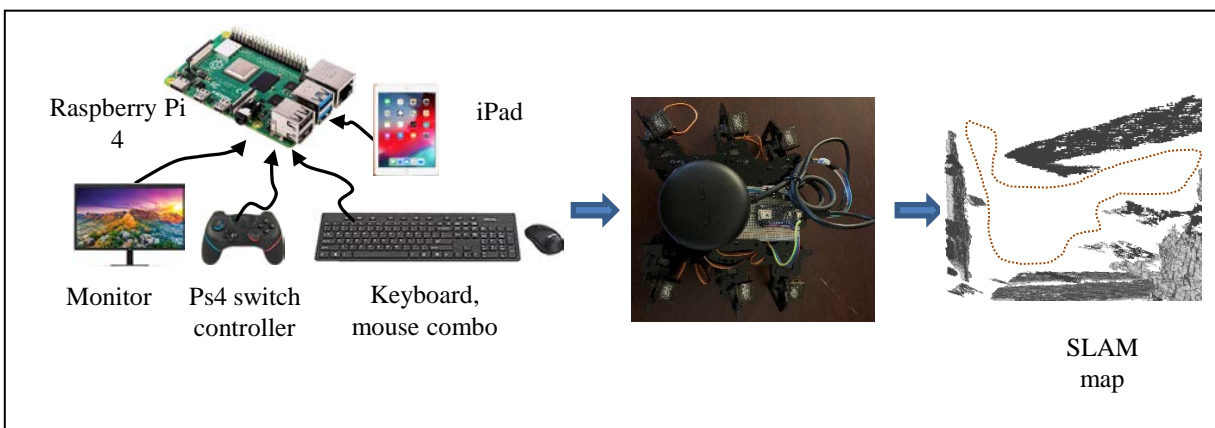 Raspberry Pi
4
iPad
Monitor
Ps4 switch
controller
Keyboard,
mouse combo
SLAM
map